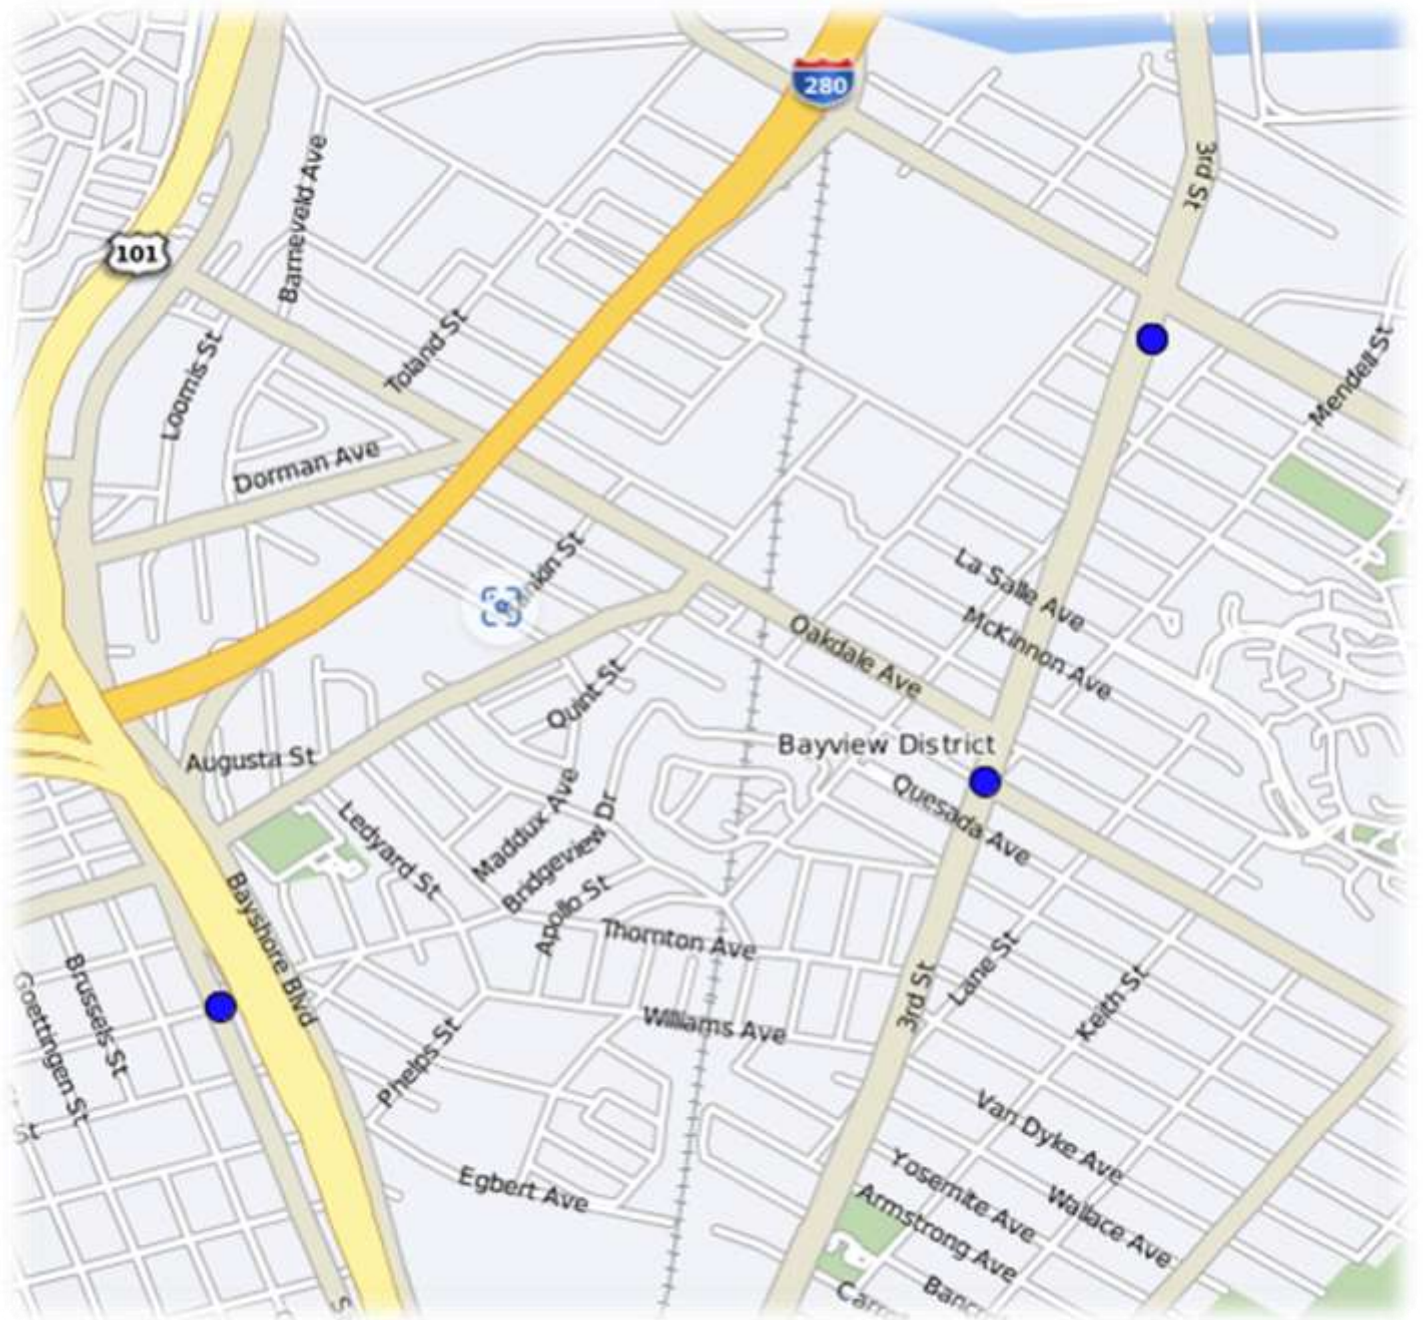 280
3rd St
Barneveld Ave
101
Toland St
Loomis St
Mendell St
Dorman Ave
La Salle Ave
McKinnon Ave
Oakdale Ave
Quint St
Bayview District
Augusta St
Quesada Ave
Maddux Ave
Bridgeview Dr
Ledyard St
Apollo St
Bayshore Blvd
Thornton Ave
Brussels St
Goettingen St
Lane St
3rd St
Keith St
Williams Ave
Phelps St
Van Dyke Ave
St
Egbert Ave
Yosemite Ave
Wallace Ave
Armstrong Ave